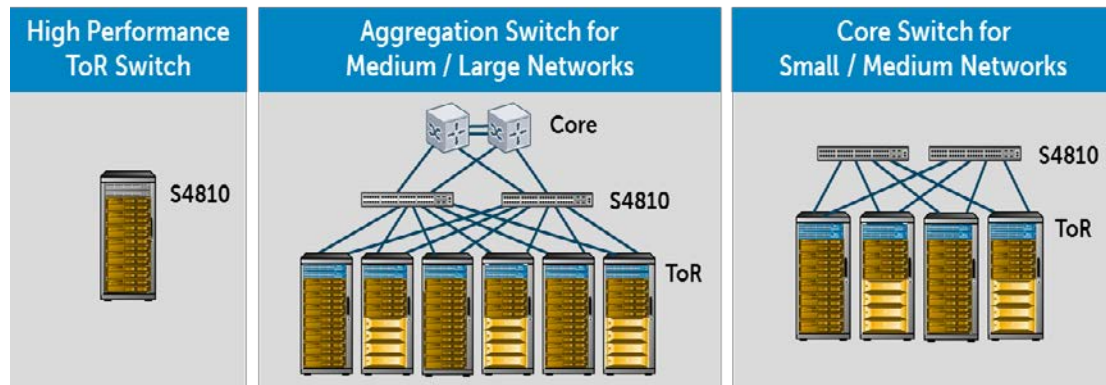 High Performance
ToR Switch
S4810
Aggregation Switch for
Medium / Large Networks
Core
S4810
ToR
Core Switch for
Small / Medium Networks
S4810
ToR